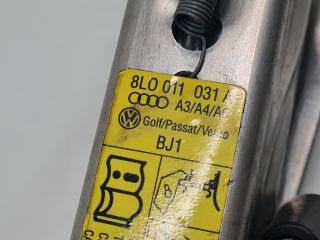 8L0 011 031 A
A3/A4/A6
Golf/Passat/Vento
BJ1